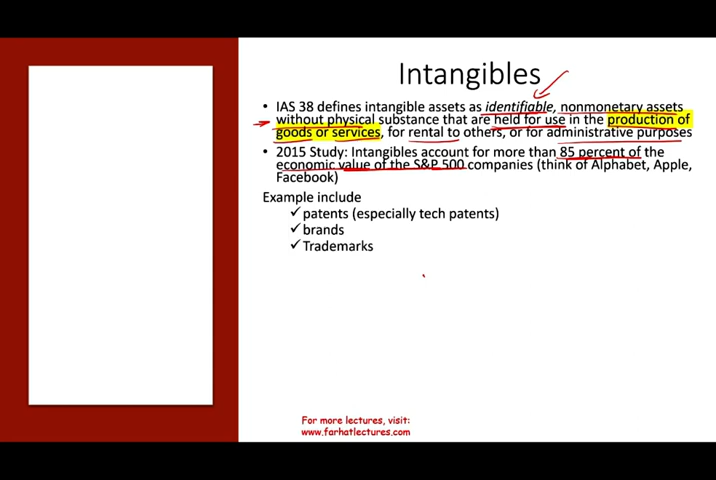 Intangibles
• IAS 38 defines intangible assets as identifiable, nonmonetary assets
without physical substance that are held for use in the production of
goods or services, for rental to others, or for administrative purposes
• 2015 Study: Intangibles account for more than 85 percent of the
economic value of the S&P 500 companies (think of Alphabet, Apple,
Facebook)
Example include
✓ patents (especially tech patents)
✓ brands
✓ Trademarks
For more lectures, visit:
www.farhatlectures.com